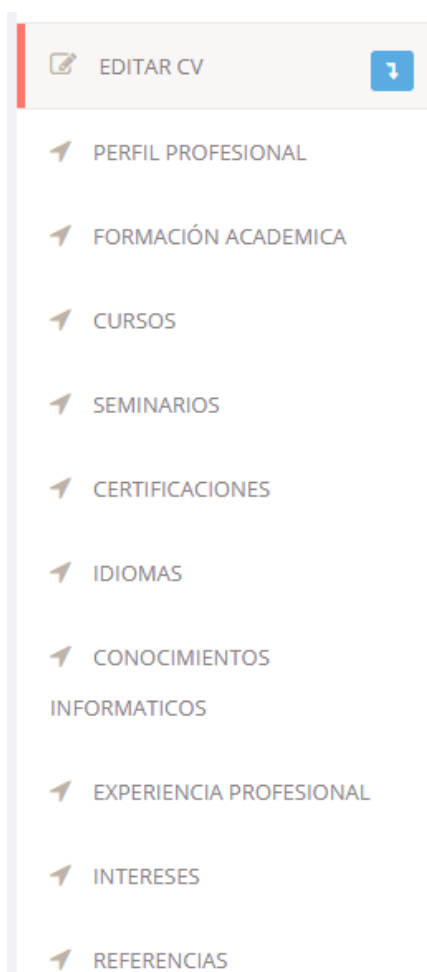 EDITAR CV
PERFIL PROFESIONAL
FORMACIÓN ACADEMICA
CURSOS
SEMINARIOS
CERTIFICACIONES
IDIOMAS
CONOCIMIENTOS
INFORMATICOS
EXPERIENCIA PROFESIONAL
INTERESES
REFERENCIAS